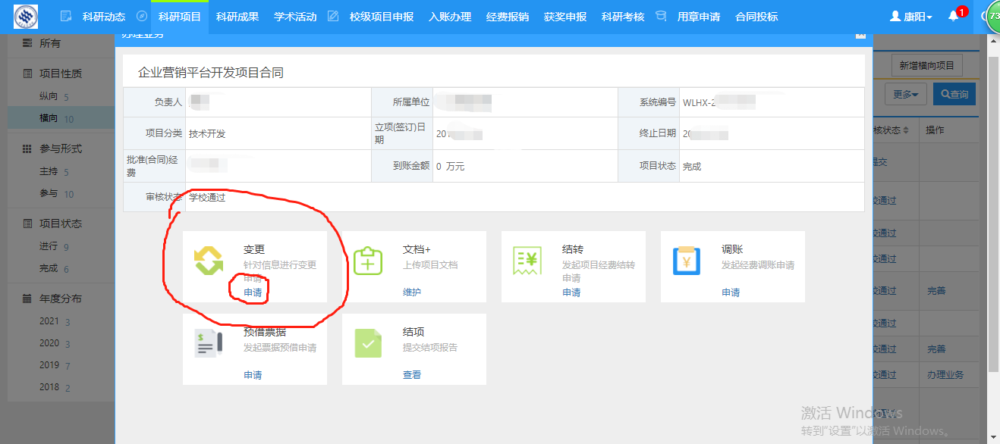 科研动态 科研项目 科研成果 学术活动 校级项目申报 入账办理 经费报销 获奖申报 科研考核 用章申请 合同投标 康阳 1 73
所有
办理业务
新增横向项目
更多 查询
项目性质
纵向 5
横向 10
参与形式
主持 5
参与 10
项目状态
进行 9
完成 6
年度分布
2021 3
2020 3
2019 7
2018 2
企业营销平台开发项目合同
负责人 所属单位 系统编号 WLHX-2
项目分类 技术开发 立项(签订)日期 终止日期
批准(合同)经费 到账金额 0 万元 项目状态 完成
审核状态 学校通过
变更
针对信息进行变更
申请
申请
文档+
上传项目文档
维护
结转
发起项目经费结转
申请
申请
调账
发起经费调账申请
申请
预借票据
发起票据预借申请
申请
结项
提交结项报告
查看
核状态 操作
提交
校通过
校通过
校通过
校通过 完善
校通过
校通过 完善
校通过 办理业务
激活 Windows
转到"设置"以激活 Windows。